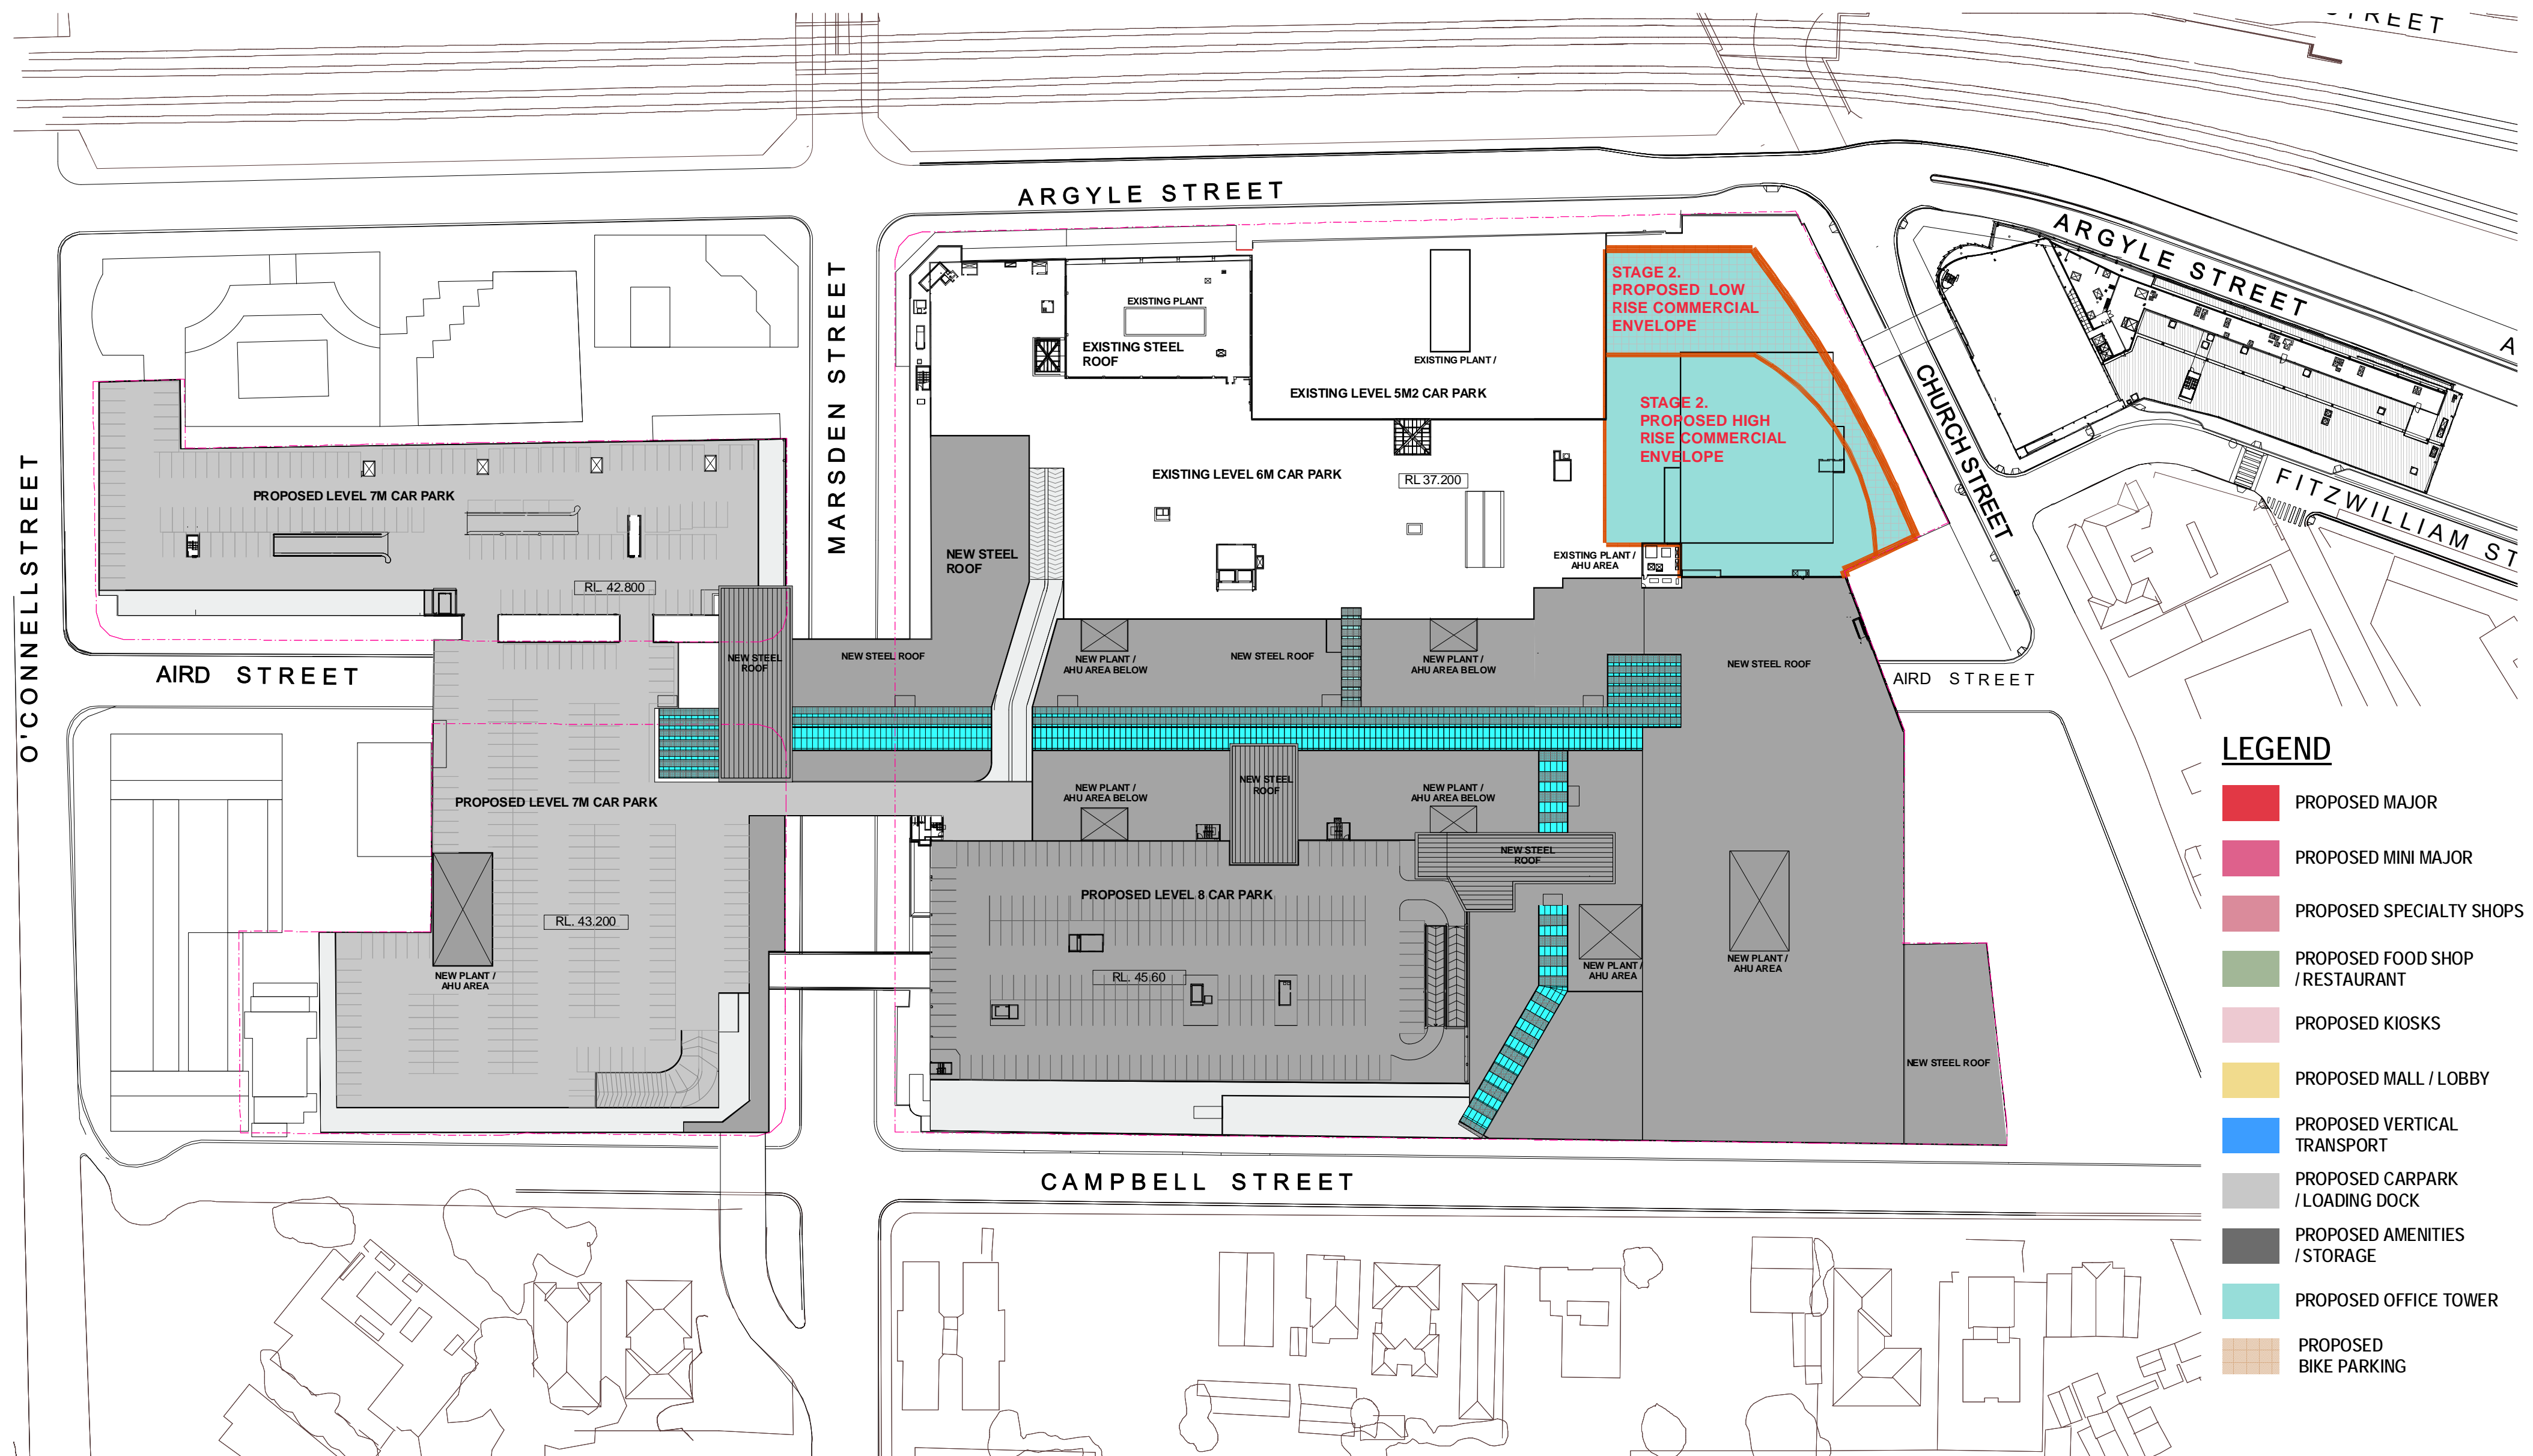 STREET
ARGYLE STREET
ARGYLE STREET
A
MARSDEN STREET
CHURCH STREET
FITZWILLIAM ST
O'CONNELLSTREET
STAGE 2.
PROPOSED LOW
RISE COMMERCIAL
ENVELOPE
EXISTING PLANT
EXISTING STEEL
ROOF
EXISTING PLANT /
EXISTING LEVEL 5M2 CAR PARK
STAGE 2.
PROPOSED HIGH
RISE COMMERCIAL
ENVELOPE
EXISTING LEVEL 6M CAR PARK
RL 37.200
PROPOSED LEVEL 7M CAR PARK
NEW STEEL
ROOF
EXISTING PLANT /
AHU AREA
RL. 42.800
NEW STEEL
ROOF
NEW STEEL ROOF
NEW PLANT /
AHU AREA BELOW
NEW STEEL ROOF
NEW PLANT /
AHU AREA BELOW
NEW STEEL ROOF
AIRD STREET
AIRD STREET
PROPOSED LEVEL 7M CAR PARK
NEW PLANT /
AHU AREA BELOW
NEW STEEL
ROOF
NEW PLANT /
AHU AREA BELOW
NEW STEEL
ROOF
PROPOSED LEVEL 8 CAR PARK
RL. 43.200
NEW PLANT /
AHU AREA
RL. 45.60
NEW PLANT /
AHU AREA
NEW PLANT /
AHU AREA
NEW STEEL ROOF
CAMPBELL STREET
LEGEND
PROPOSED MAJOR
PROPOSED MINI MAJOR
PROPOSED SPECIALTY SHOPS
PROPOSED FOOD SHOP
/ RESTAURANT
PROPOSED KIOSKS
PROPOSED MALL / LOBBY
PROPOSED VERTICAL
TRANSPORT
PROPOSED CARPARK
/ LOADING DOCK
PROPOSED AMENITIES
/ STORAGE
PROPOSED OFFICE TOWER
PROPOSED
BIKE PARKING